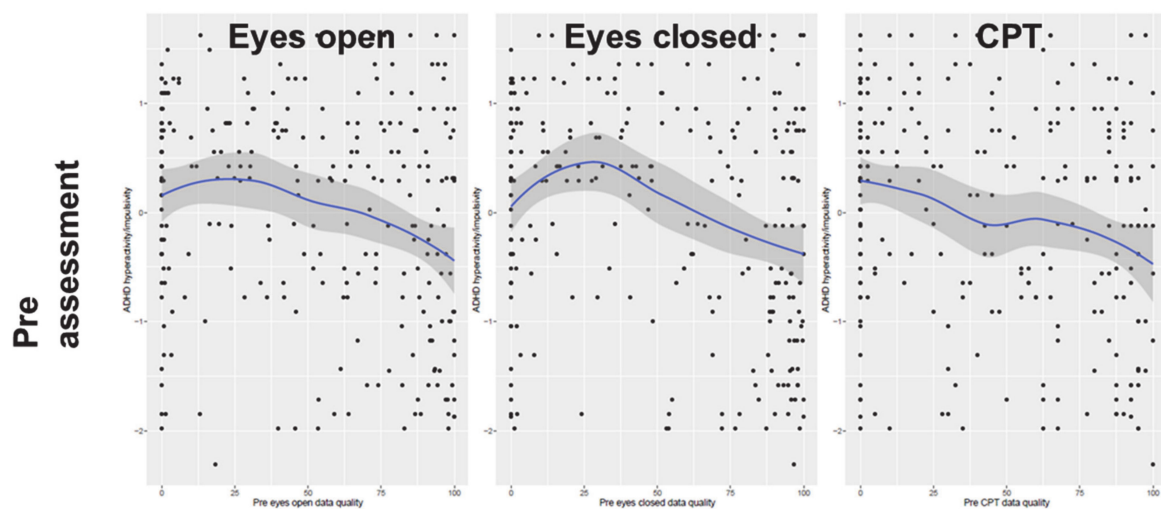 Eyes open
Eyes closed
CPT
Pre
assessment
ADHD hyperactivity/impulsivity
1
0
−1
−2
0
25
50
75
100
Pre eyes open data quality
ADHD hyperactivity/impulsivity
1
0
−1
−2
0
25
50
75
100
Pre eyes closed data quality
ADHD hyperactivity/impulsivity
1
0
−1
−2
0
25
50
75
100
Pre CPT data quality